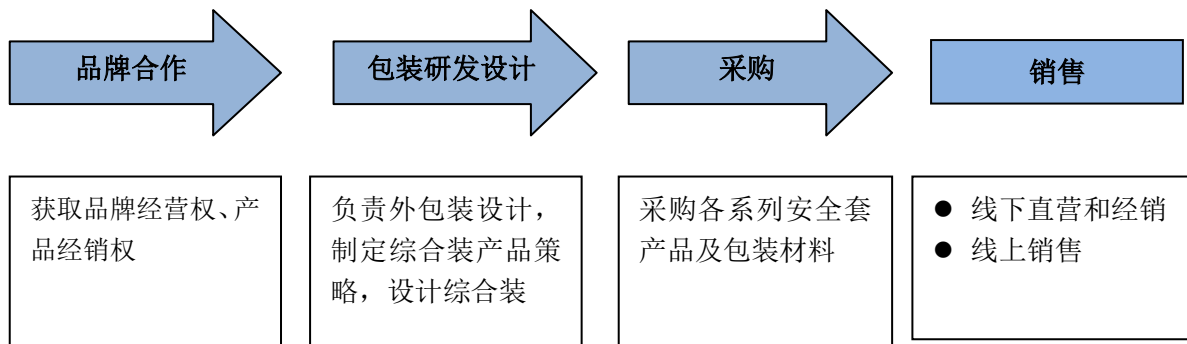 品牌合作
包装研发设计
采购
销售
获取品牌经营权、产
品经销权
负责外包装设计，
制定综合装产品策
略，设计综合装
采购各系列安全套
产品及包装材料
● 线下直营和经销
● 线上销售